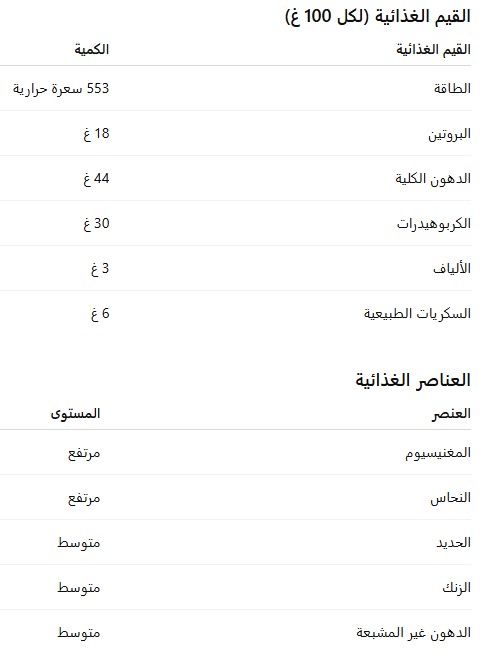 القيم الغذائية (لكل 100 غ)
القيم الغذائية الكمية
الطاقة 553 سعرة حرارية
البروتين 18 غ
الدهون الكلية 44 غ
الكربوهيدرات 30 غ
الألياف 3 غ
السكريات الطبيعية 6 غ
العناصر الغذائية
العنصر المستوى
المغنيسيوم مرتفع
النحاس مرتفع
الحديد متوسط
الزنك متوسط
الدهون غير المشبعة متوسط